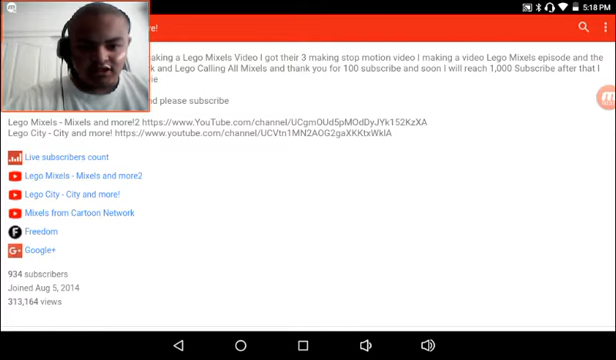 5:18 PM
re!
aking a Lego Mixels Video I got their 3 making stop motion video I making a video Lego Mixels episode and the
k and Lego Calling All Mixels and thank you for 100 subscribe and soon I will reach 1,000 Subscribe after that I
ie
nd please subscribe
Lego Mixels - Mixels and more!2 https://www.YouTube.com/channel/UCgmOUd5pMOdDyJYk152KzXA
Lego City - City and more! https://www.youtube.com/channel/UCVtn1MN2AOG2gaXKKtxWklA
Live subscribers count
Lego Mixels - Mixels and more2
Lego City - City and more!
Mixels from Cartoon Network
Freedom
Google+
934 subscribers
Joined Aug 5, 2014
313,164 views